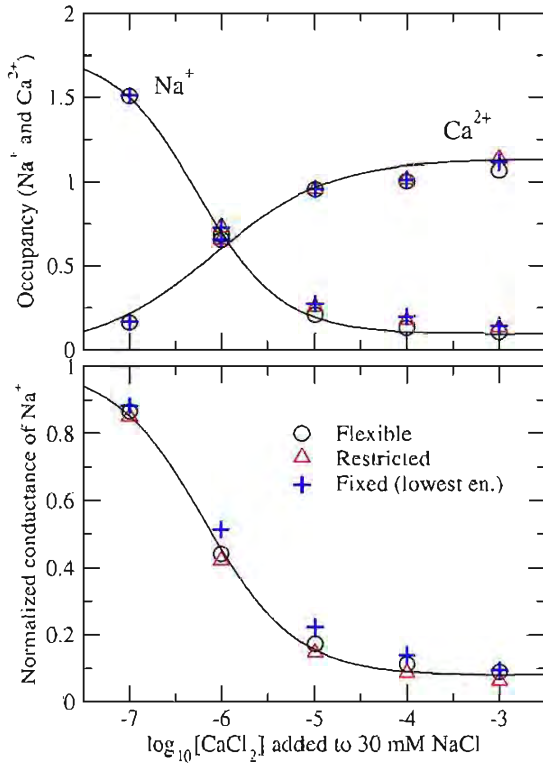 2
1.5
1
0.5
0
Occupancy (Na⁺ and Ca²⁺)
Na⁺
Ca²⁺
1
0.8
0.6
0.4
0.2
0
Normalized conductance of Na⁺
Flexible
Restricted
Fixed (lowest en.)
-7 -6 -5 -4 -3
log₁₀[CaCl₂] added to 30 mM NaCl